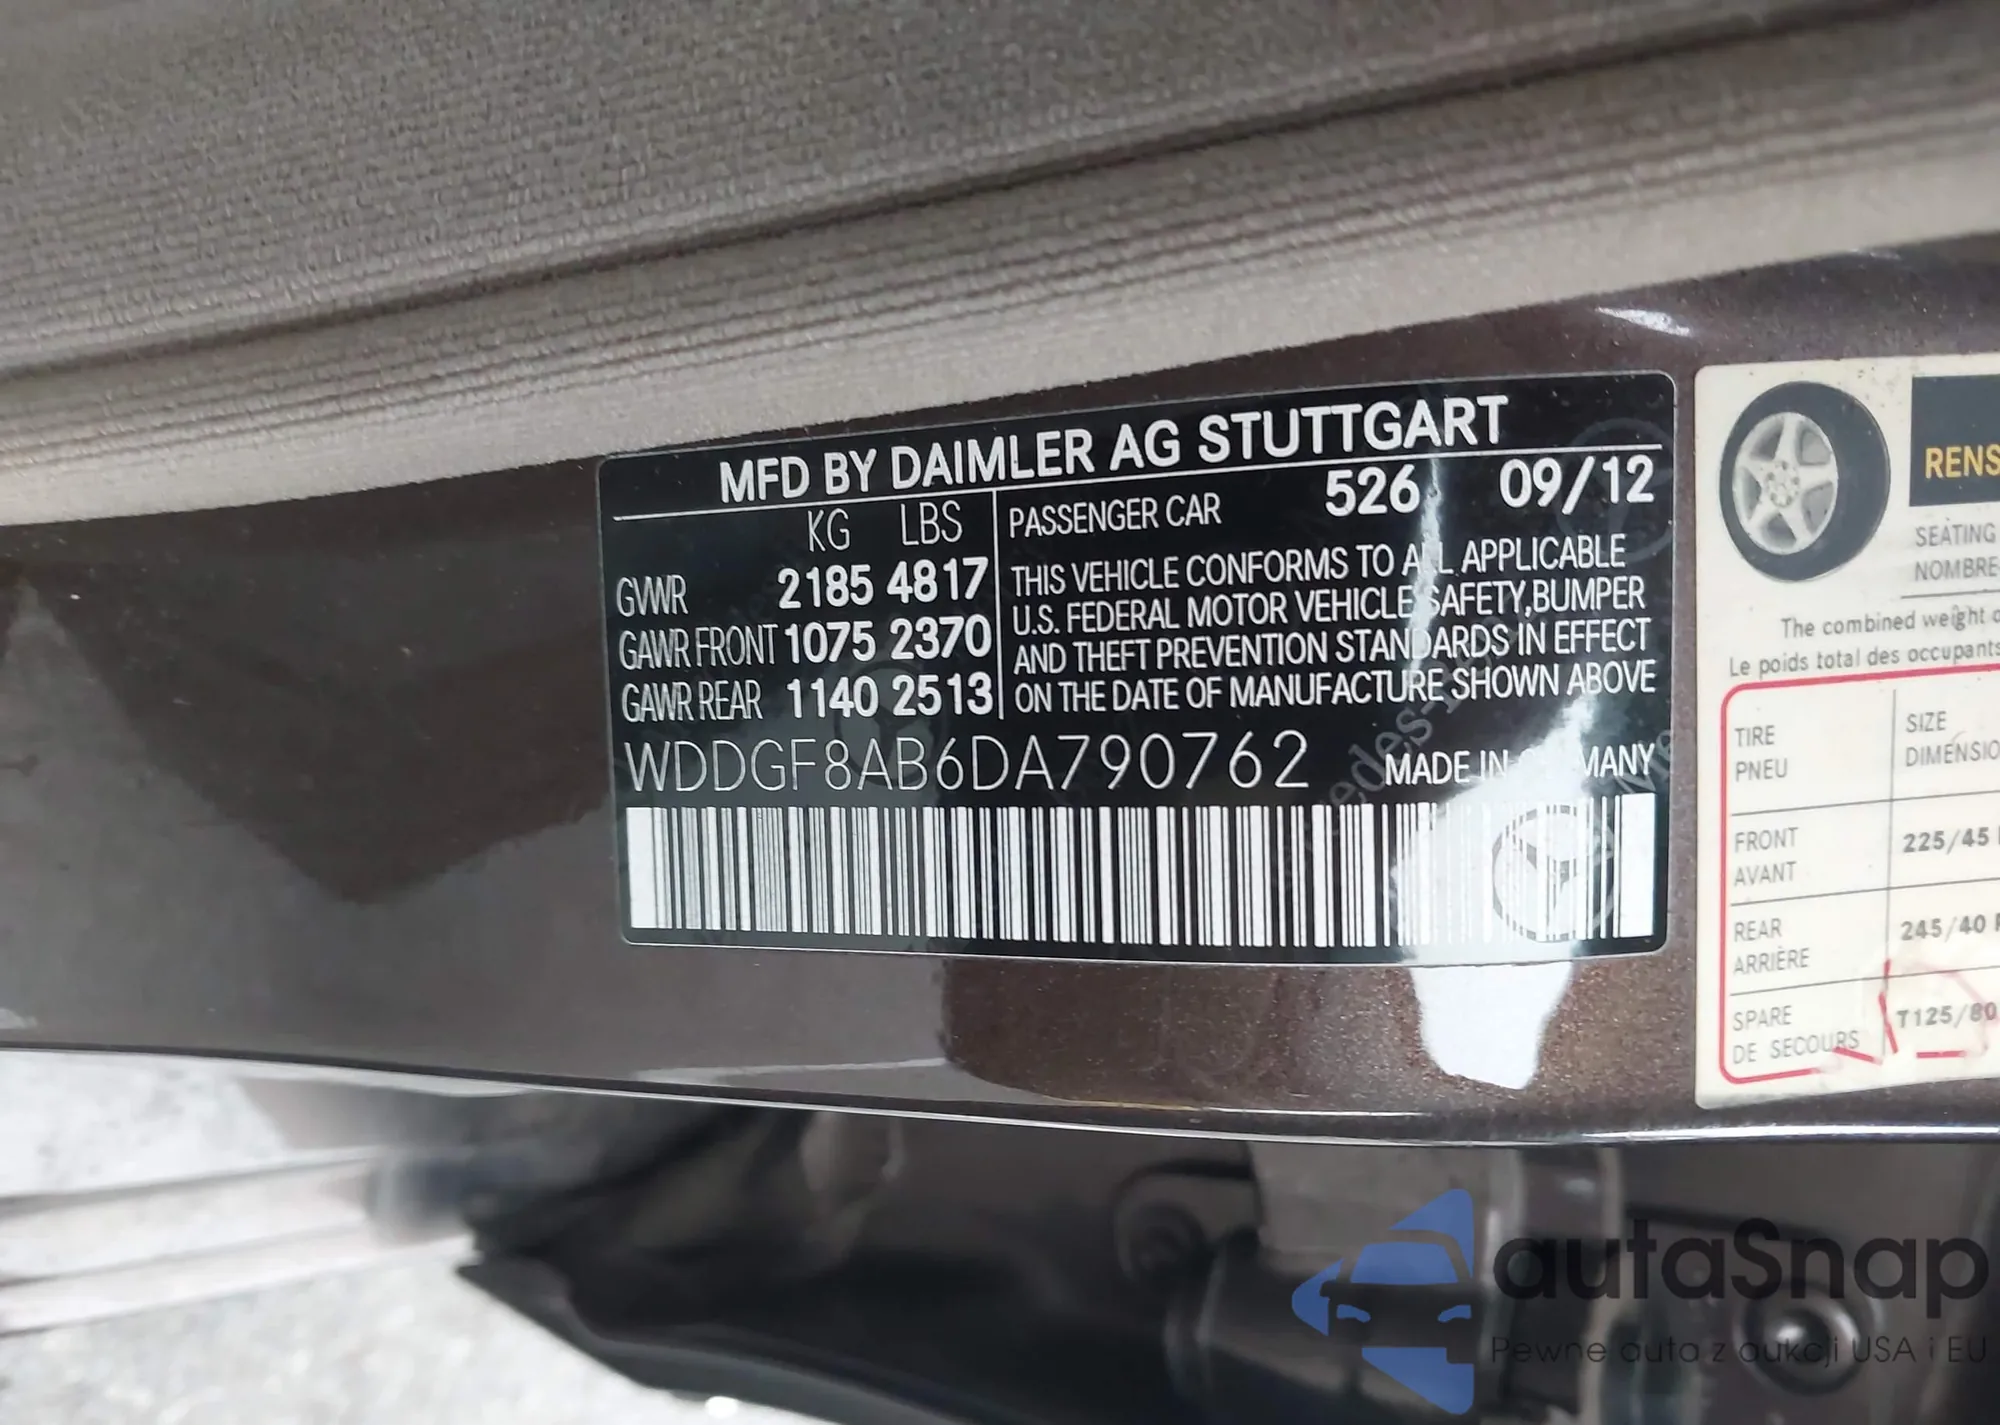 MFD BY DAIMLER AG STUTTGART
KG LBS
GVWR 2185 4817
GAWR FRONT 1075 2370
GAWR REAR 1140 2513
PASSENGER CAR 526 09/12
THIS VEHICLE CONFORMS TO ALL APPLICABLE
U.S. FEDERAL MOTOR VEHICLE SAFETY, BUMPER
AND THEFT PREVENTION STANDARDS IN EFFECT
ON THE DATE OF MANUFACTURE SHOWN ABOVE
WDDGF8AB6DA790762 MADE IN GERMANY
RENS
SEATING
NOMBRE
The combined weight o
Le poids total des occupants
TIRE SIZE
PNEU DIMENSIO
FRONT 225/45
AVANT
REAR 245/40
ARRIÈRE
SPARE T125/80
DE SECOURS
autaSnap
Pewne auta z aukcji USA i EU